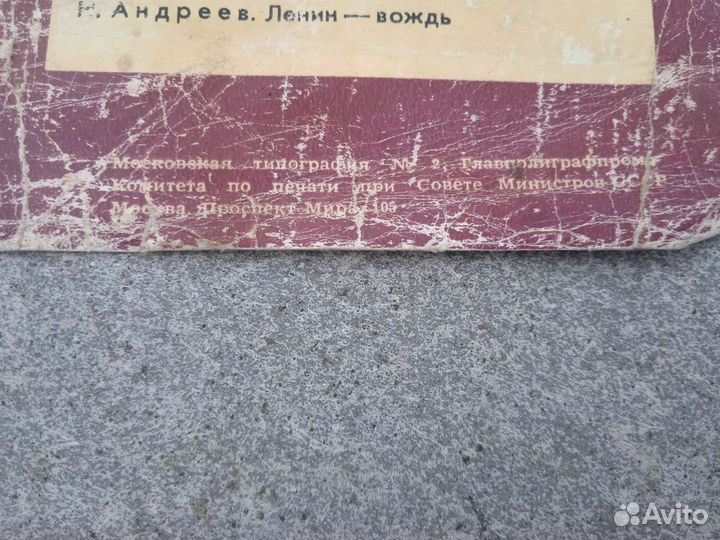 Н. Андреев. Ленин — вождь
Московская типография № 2 Главполиграфпрома
Комитета по печати при Совете Министров СССР
Москва Проспект Мира, 105
Avito